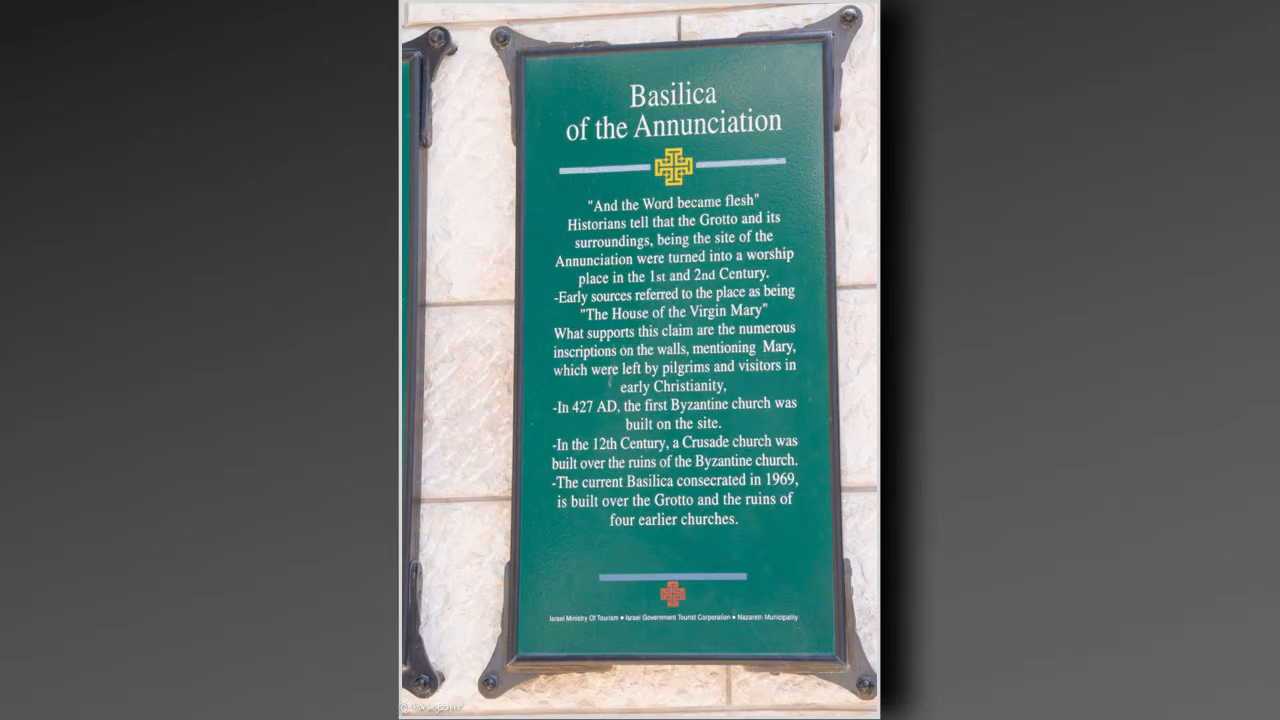 Basilica
of the Annunciation
"And the Word became flesh"
Historians tell that the Grotto and its
surroundings, being the site of the
Annunciation were turned into a worship
place in the 1st and 2nd Century.
-Early sources referred to the place as being
"The House of the Virgin Mary"
What supports this claim are the numerous
inscriptions on the walls, mentioning Mary,
which were left by pilgrims and visitors in
early Christianity,
-In 427 AD, the first Byzantine church was
built on the site.
-In the 12th Century, a Crusade church was
built over the ruins of the Byzantine church.
-The current Basilica consecrated in 1969,
is built over the Grotto and the ruins of
four earlier churches.
Israel Ministry Of Tourism • Israel Government Tourist Corporation • Nazareth Municipality